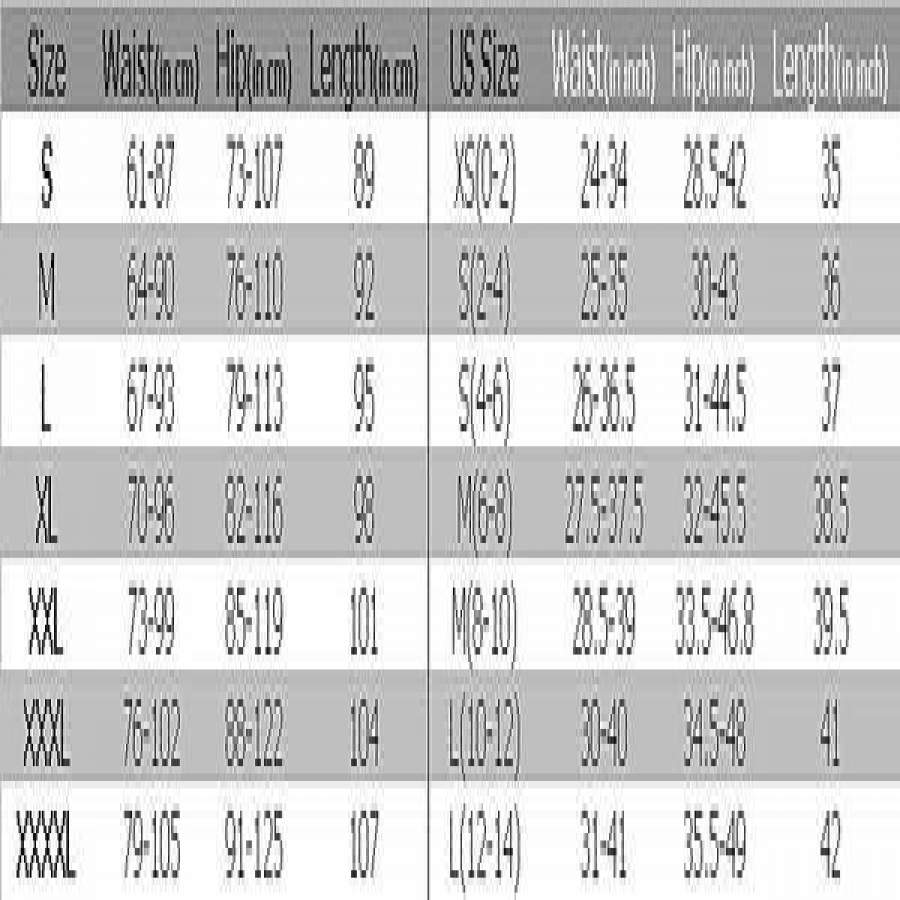 Size Waist(in cm) Hip(in cm) Length(in cm) US Size Waist(in inch) Hip(in inch) Length(in inch)
S 61-87 73-107 89 XS(0-2) 24-34 28.5-42 35
M 64-90 76-110 92 S(2-4) 25-35 30-43 36
L 67-93 79-113 95 S(4-6) 26-36.5 31-44.5 37
XL 70-96 82-116 98 M(6-8) 27.5-37.5 32-45.5 38.5
XXL 73-99 85-119 101 M(8-10) 28.5-39 33.5-46.8 39.5
XXXL 76-102 88-122 104 L(10-12) 30-40 34.5-48 41
XXXXL 79-105 91-125 107 L(12-14) 31-41 35.5-49 42